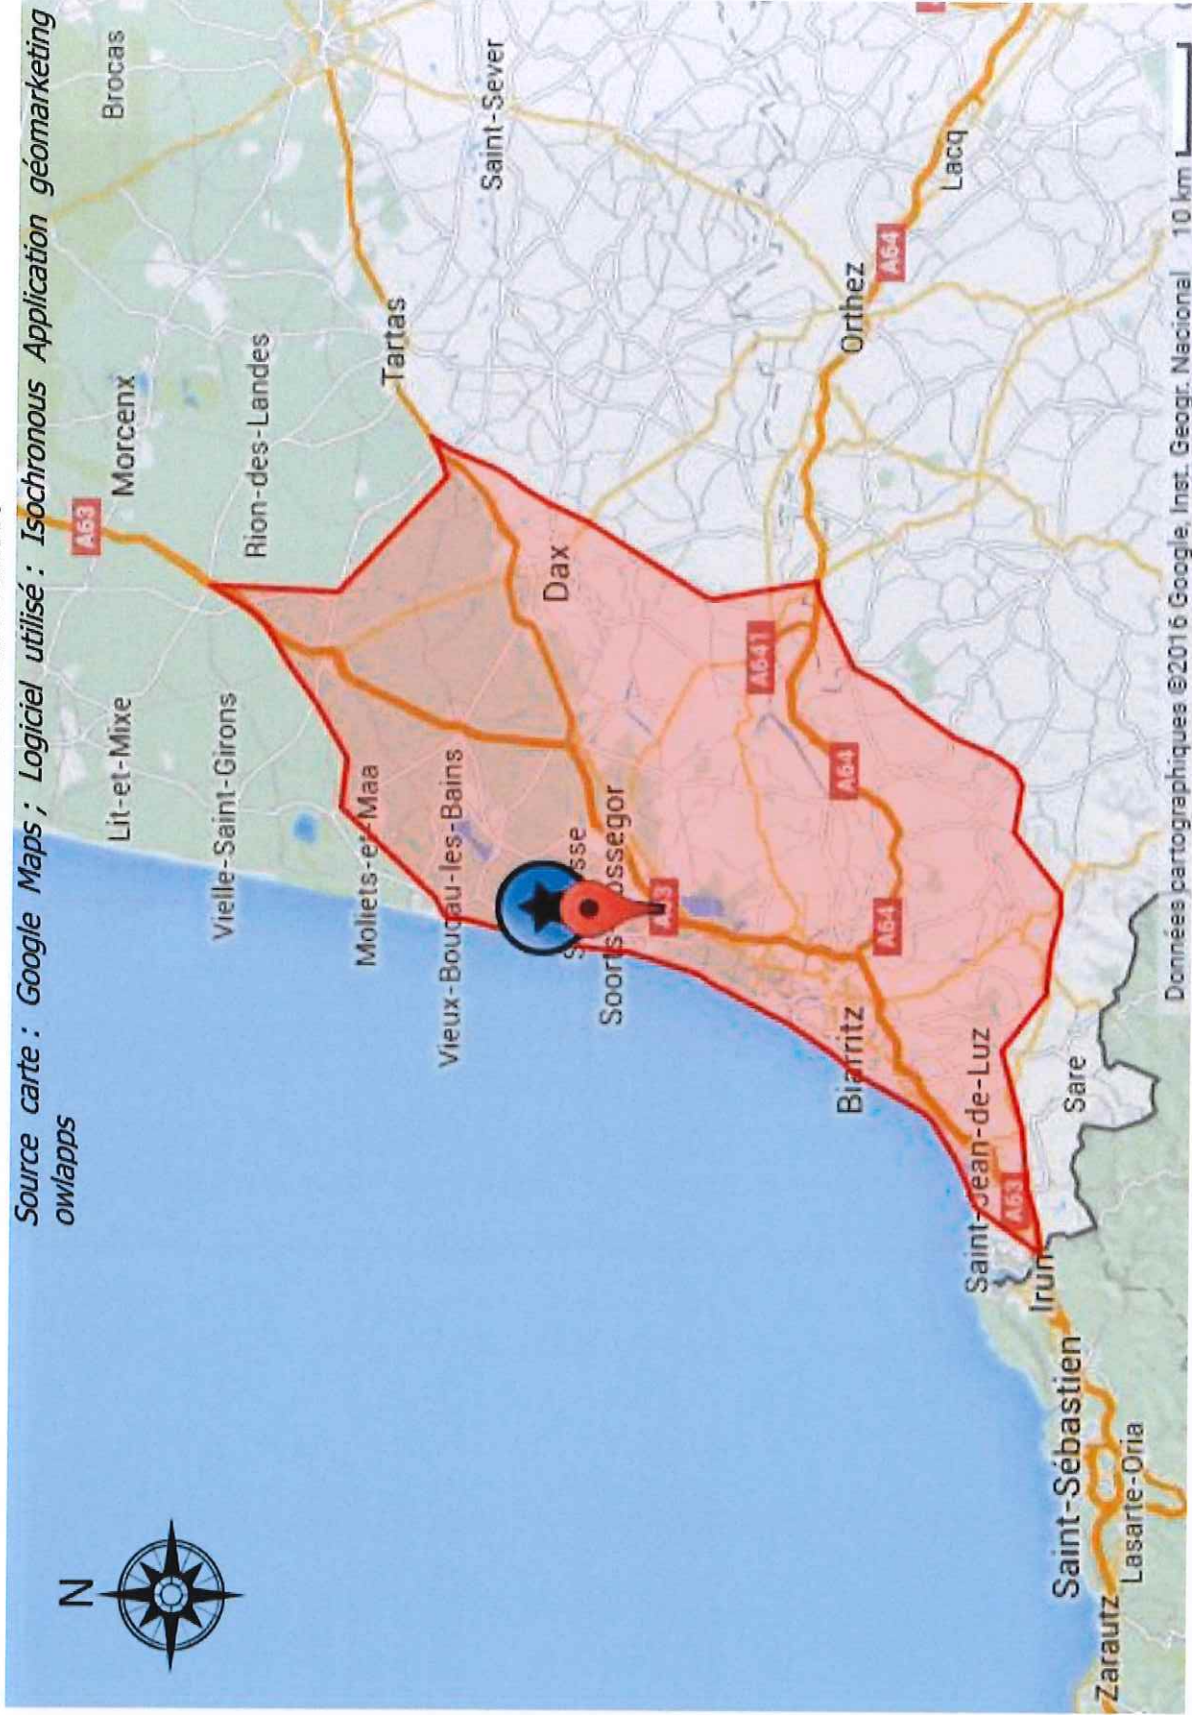 Source carte : Google Maps ; Logiciel utilisé : Isochronous Application géomarketing
owlapps
N
Brocas
A63
Morcenx
Lit-et-Mixe
Rion-des-Landes
Vielle-Saint-Girons
Tartas
Saint-Sever
Moliets-et-Maa
Vieux-Boucau-les-Bains
Dax
Soorts
ossegor
A641
A64
Orthez
A64
Lacq
A64
Biarritz
Saint-Jean-de-Luz
A63
Sare
Irun
Saint-Sébastien
Lasarte-Oria
Zarautz
Données cartographiques ©2016 Google, Inst. Geogr. Nacional 10 km